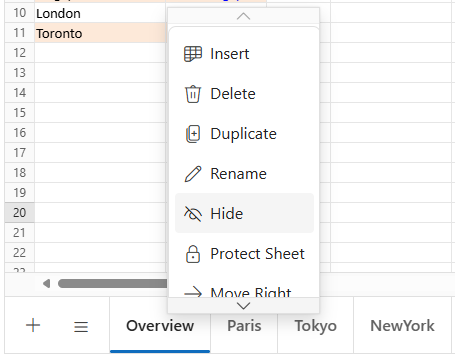 10 London
11 Toronto
12
13
14
15
16
17
18
19
20
21
22
Insert
Delete
Duplicate
Rename
Hide
Protect Sheet
Move Right
Overview Paris Tokyo NewYork